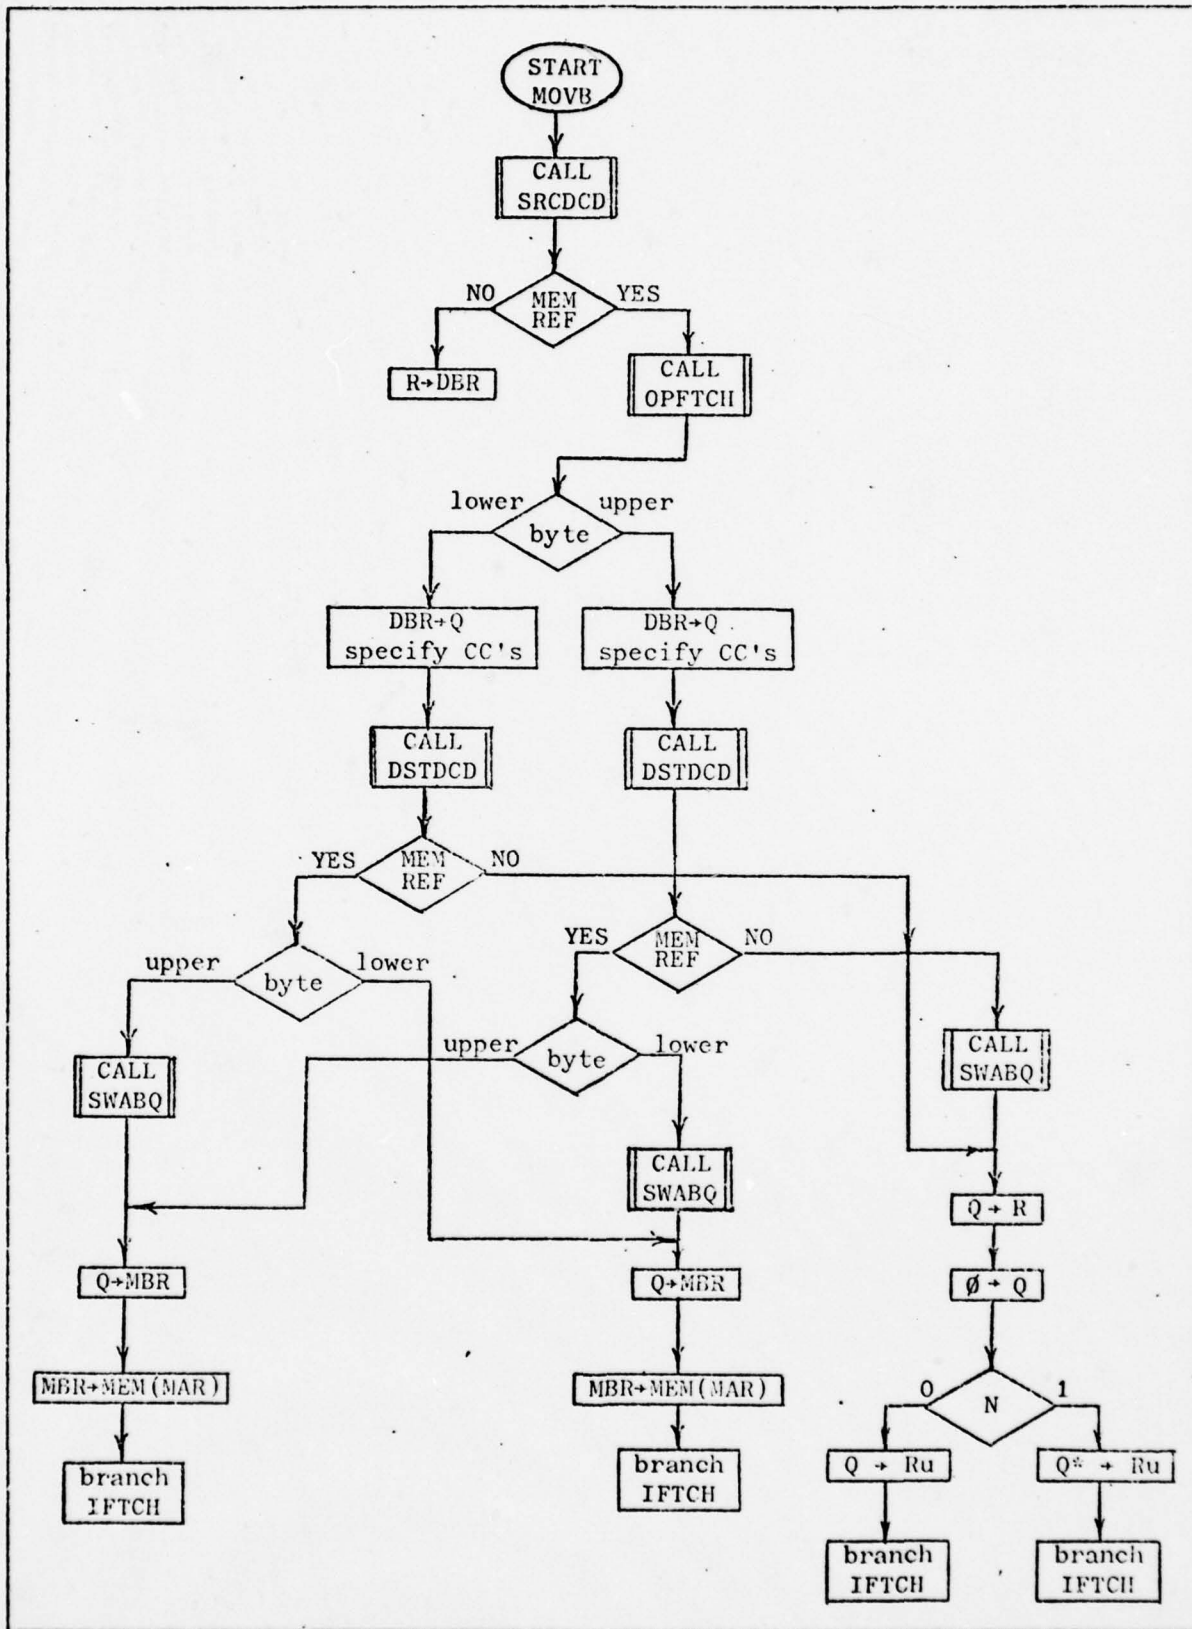 START
MOVB
CALL
SRCDCD
NO
MEM
REF
YES
R→DBR
CALL
OPFTCH
lower
byte
upper
DBR→Q
specify CC's
DBR→Q
specify CC's
CALL
DSTDCD
CALL
DSTDCD
YES
MEM
REF
NO
YES
MEM
REF
NO
upper
byte
lower
upper
byte
lower
CALL
SWABQ
CALL
SWABQ
CALL
SWABQ
Q→MBR
Q→MBR
Q → R
Ø → Q
MBR→MEM(MAR)
MBR→MEM(MAR)
0
N
1
Q → Ru
Q* → Ru
branch
IFTCH
branch
IFTCH
branch
IFTCH
branch
IFTCH